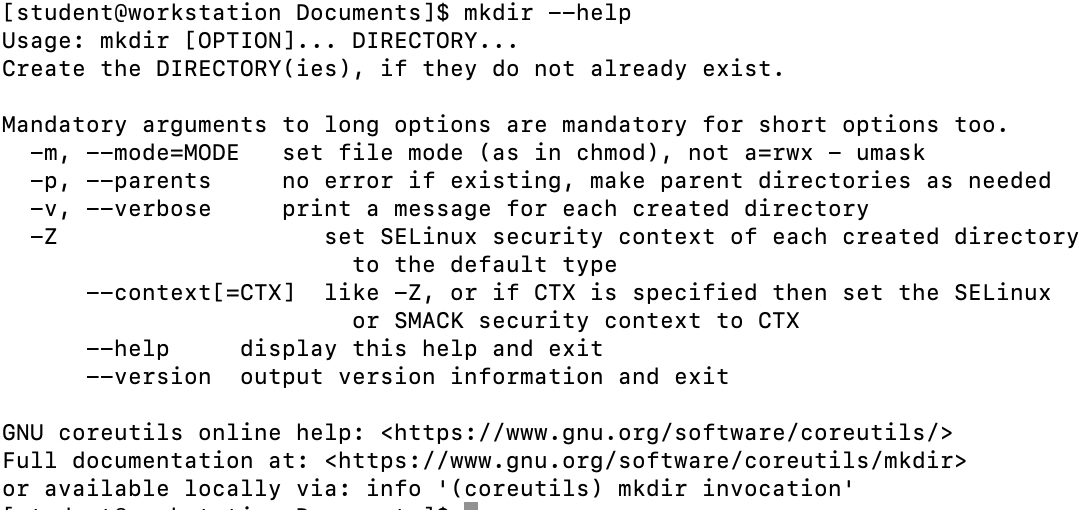 [student@workstation Documents]$ mkdir --help
Usage: mkdir [OPTION]... DIRECTORY...
Create the DIRECTORY(ies), if they do not already exist.

Mandatory arguments to long options are mandatory for short options too.
  -m, --mode=MODE   set file mode (as in chmod), not a=rwx - umask
  -p, --parents     no error if existing, make parent directories as needed
  -v, --verbose     print a message for each created directory
  -Z                   set SELinux security context of each created directory
                         to the default type
      --context[=CTX]  like -Z, or if CTX is specified then set the SELinux
                         or SMACK security context to CTX
      --help     display this help and exit
      --version  output version information and exit

GNU coreutils online help: <https://www.gnu.org/software/coreutils/>
Full documentation at: <https://www.gnu.org/software/coreutils/mkdir>
or available locally via: info '(coreutils) mkdir invocation'
[student@workstation Documents]$